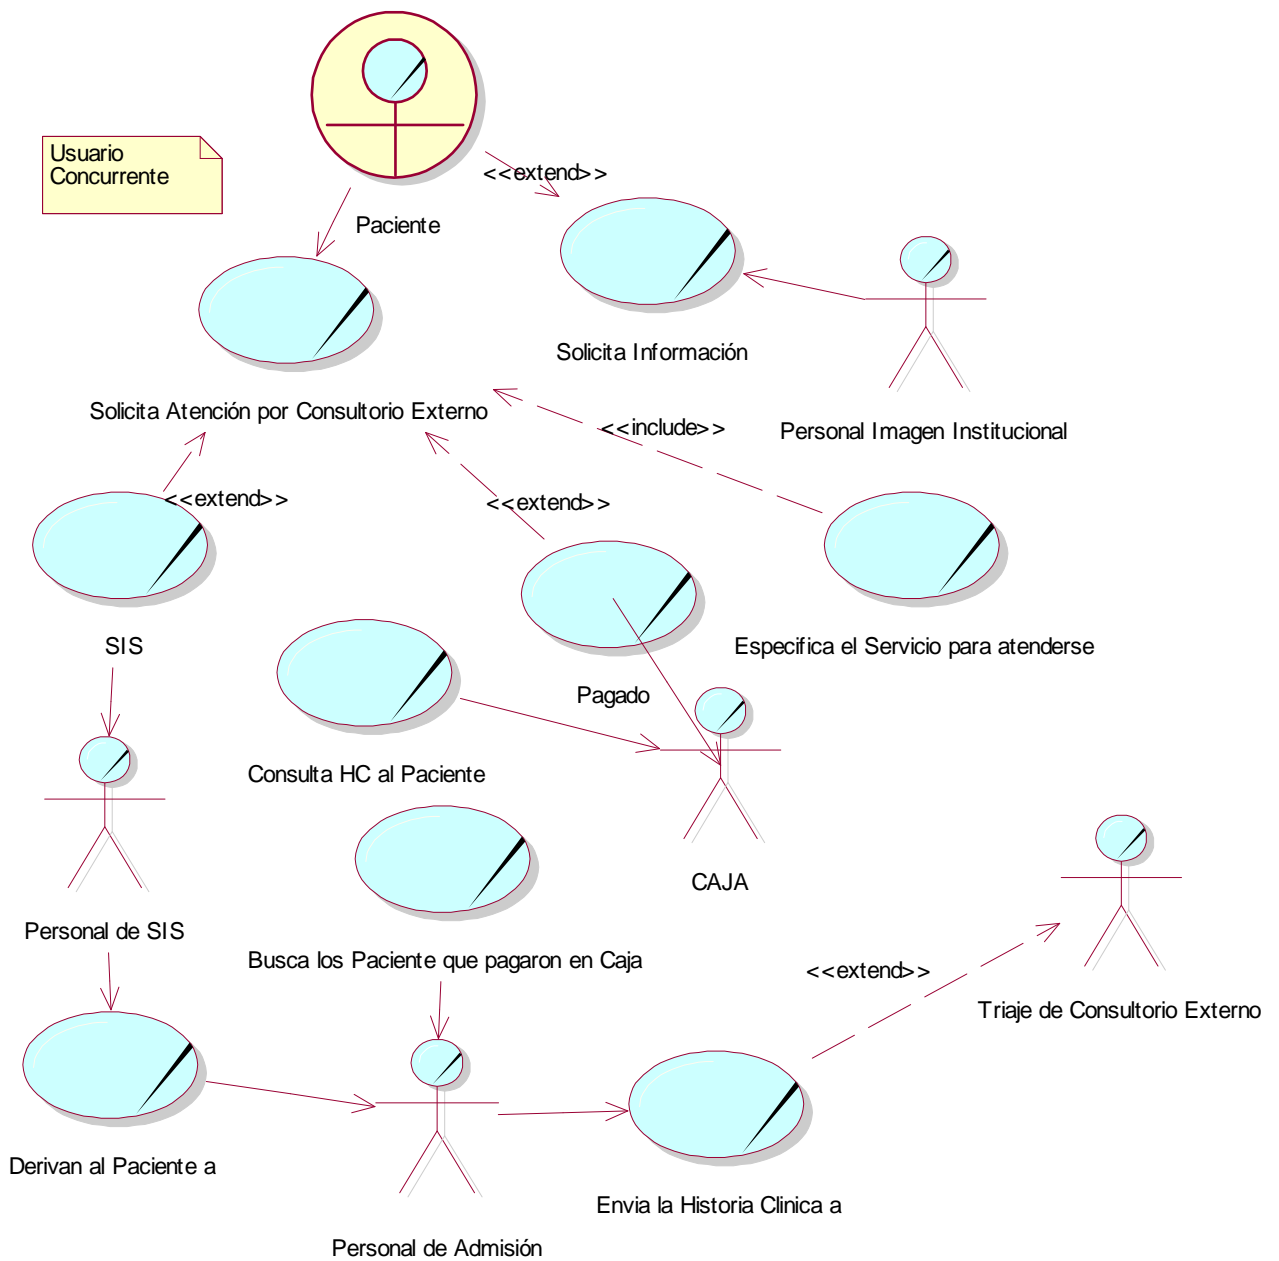 Usuario
Concurrente
<<extend>>
Paciente
Solicita Información
Solicita Atención por Consultorio Externo
<<include>>
Personal Imagen Institucional
<<extend>>
<<extend>>
SIS
Especifica el Servicio para atenderse
Pagado
Consulta HC al Paciente
CAJA
Personal de SIS
Busca los Paciente que pagaron en Caja
<<extend>>
Triaje de Consultorio Externo
Derivan al Paciente a
Envia la Historia Clinica a
Personal de Admisión